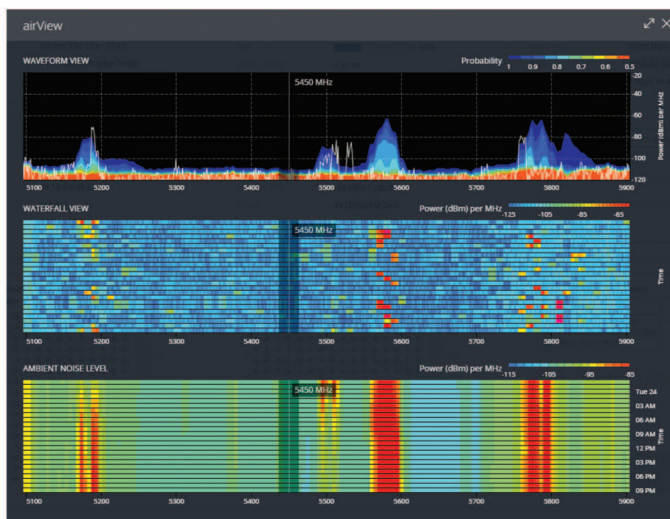 airView
WAVEFORM VIEW
Probability
1 0.9 0.8 0.7 0.6 0.5
5450 MHz
-20
-40
-60
-80
-100
-120
Power (dBm) per MHz
5100 5200 5300 5400 5500 5600 5700 5800 5900
WATERFALL VIEW
Power (dBm) per MHz
-125 -105 -85 -65
5450 MHz
Time
5100 5200 5300 5400 5500 5600 5700 5800 5900
AMBIENT NOISE LEVEL
Power (dBm) per MHz
-115 -105 -95 -85
5450 MHz
Tue 24
03 AM
06 AM
09 AM
12 PM
03 PM
06 PM
09 PM
Time
5100 5200 5300 5400 5500 5600 5700 5800 5900